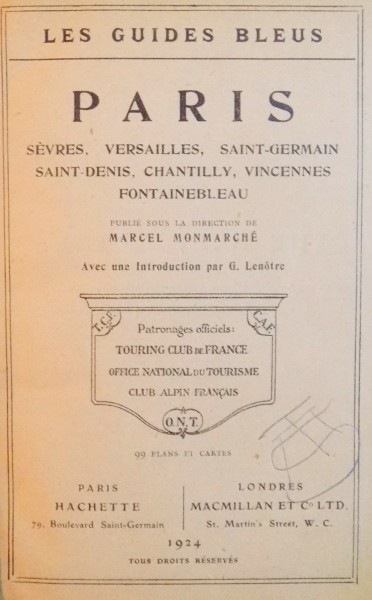 LES GUIDES BLEUS
PARIS
SÈVRES, VERSAILLES, SAINT-GERMAIN
SAINT-DENIS, CHANTILLY, VINCENNES
FONTAINEBLEAU
PUBLIÉ SOUS LA DIRECTION DE
MARCEL MONMARCHÉ
Avec une Introduction par G. Lenôtre
T.C.F.
C.A.F.
Patronages officiels:
TOURING CLUB DE FRANCE
OFFICE NATIONAL DU TOURISME
CLUB ALPIN FRANÇAIS
O.N.T.
99 PLANS ET CARTES
PARIS
HACHETTE
79, Boulevard Saint-Germain
LONDRES
MACMILLAN ET Cº LTD.
St. Martin's Street, W. C.
1924
TOUS DROITS RÉSERVÉS